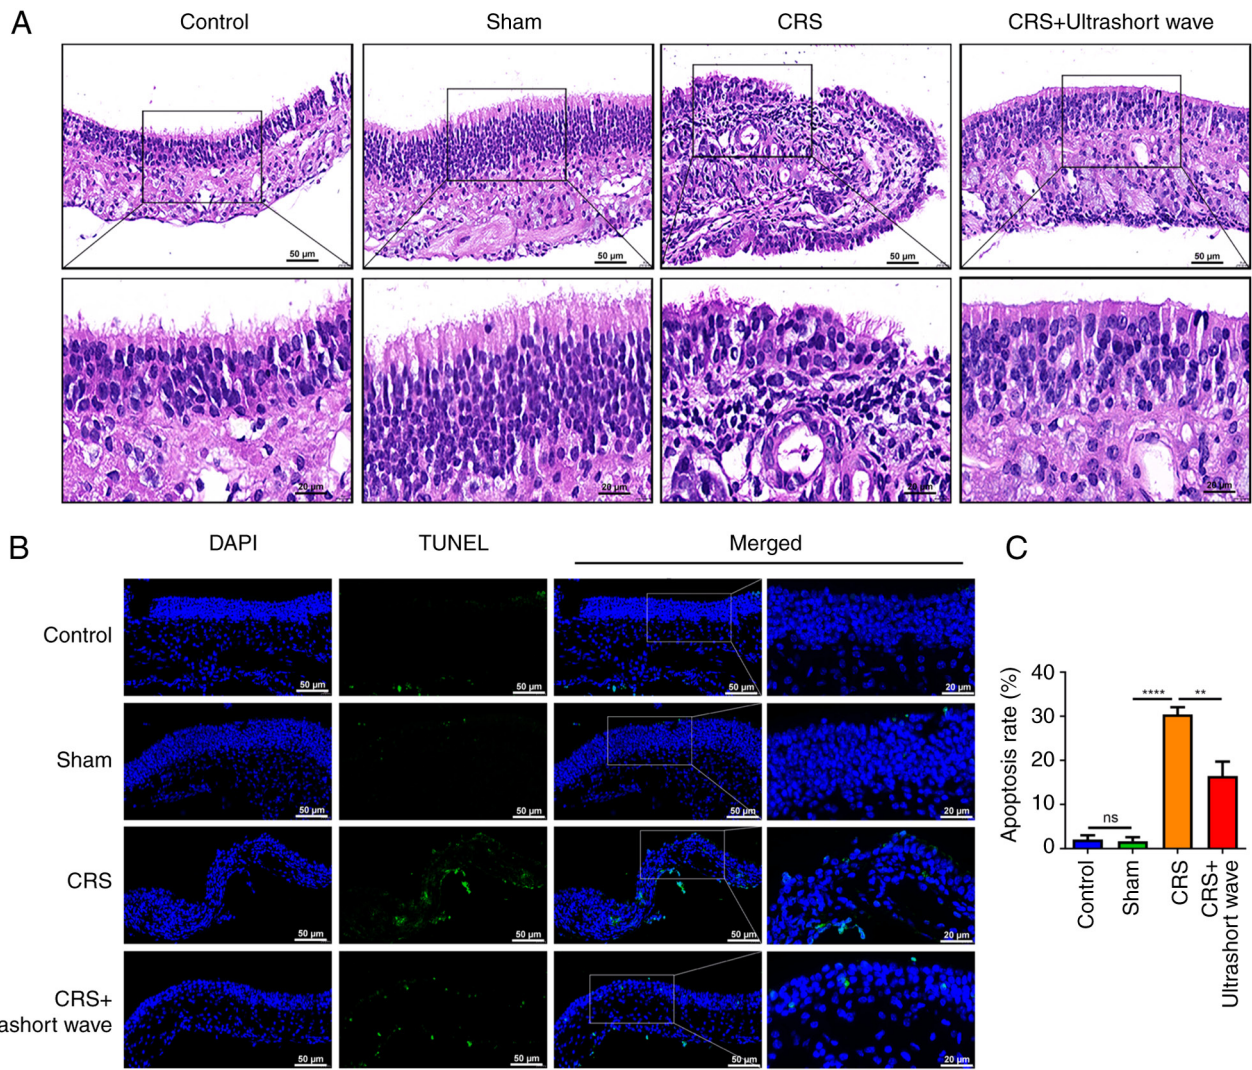 A
Control
Sham
CRS
CRS+Ultrashort wave
50 µm
50 µm
50 µm
50 µm
20 µm
20 µm
20 µm
20 µm
B
DAPI
TUNEL
Merged
Control
50 µm
50 µm
50 µm
20 µm
Sham
50 µm
50 µm
50 µm
20 µm
CRS
50 µm
50 µm
50 µm
20 µm
CRS+
ashort wave
50 µm
50 µm
50 µm
20 µm
C
Apoptosis rate (%)
40
30
20
10
0
ns
****
**
Control
Sham
CRS
CRS+
Ultrashort wave